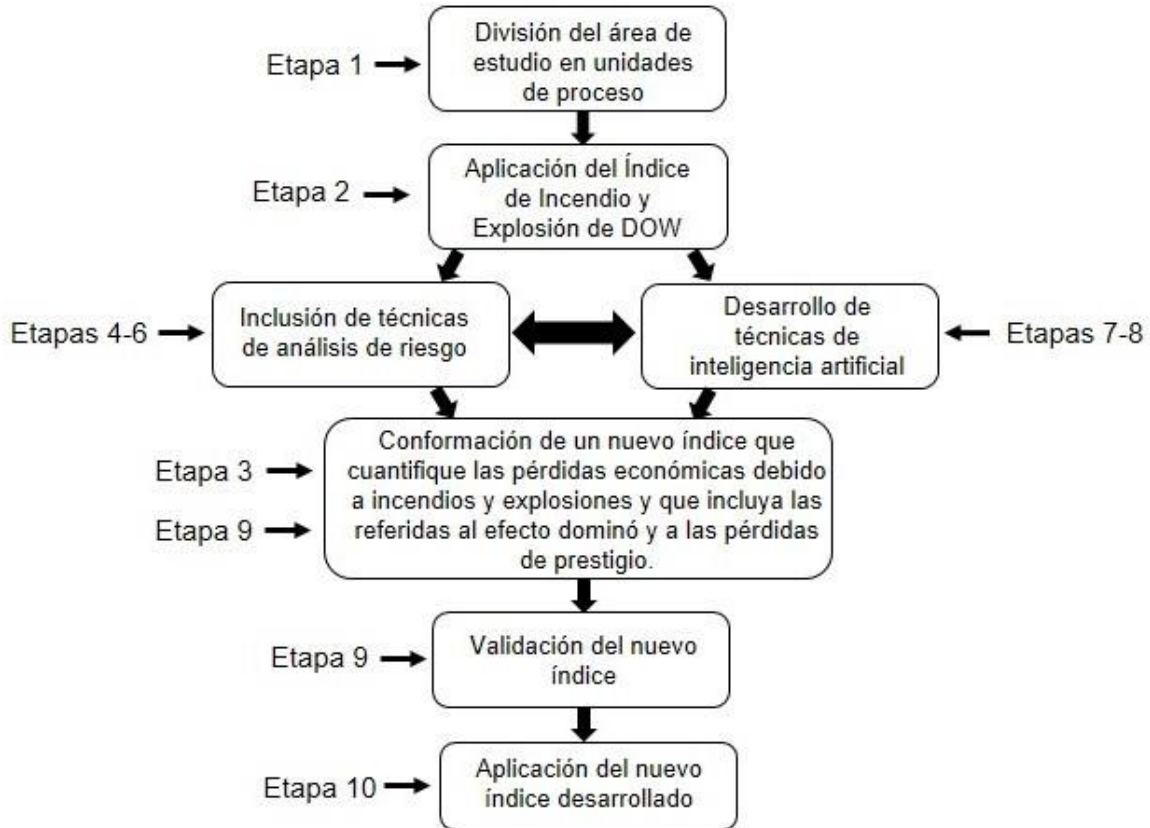 División del área de
Etapa 1
estudio en unidades
de proceso
Aplicación del Índice
Etapa 2
de Incendio y
Explosión de DOW
Inclusión de técnicas
Etapas 4-6
de análisis de riesgo
Desarrollo de
técnicas de
Etapas 7-8
inteligencia artificial
Conformación de un nuevo índice que
Etapa 3
cuantifique las pérdidas económicas debido
a incendios y explosiones y que incluya las
Etapa 9
referidas al efecto dominó y a las pérdidas
de prestigio.
Validación del nuevo
Etapa 9
índice
Aplicación del nuevo
Etapa 10
índice desarrollado